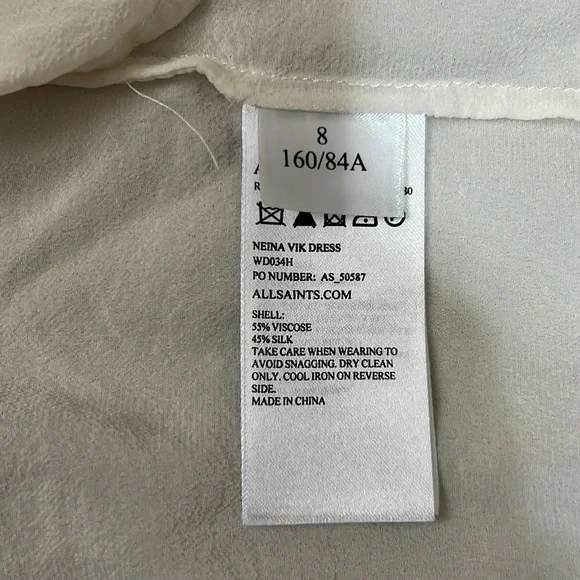 8
160/84A
NEINA VIK DRESS
WD034H
PO NUMBER: AS_50587
ALLSAINTS.COM
SHELL:
55% VISCOSE
45% SILK
TAKE CARE WHEN WEARING TO
AVOID SNAGGING. DRY CLEAN
ONLY. COOL IRON ON REVERSE
SIDE.
MADE IN CHINA